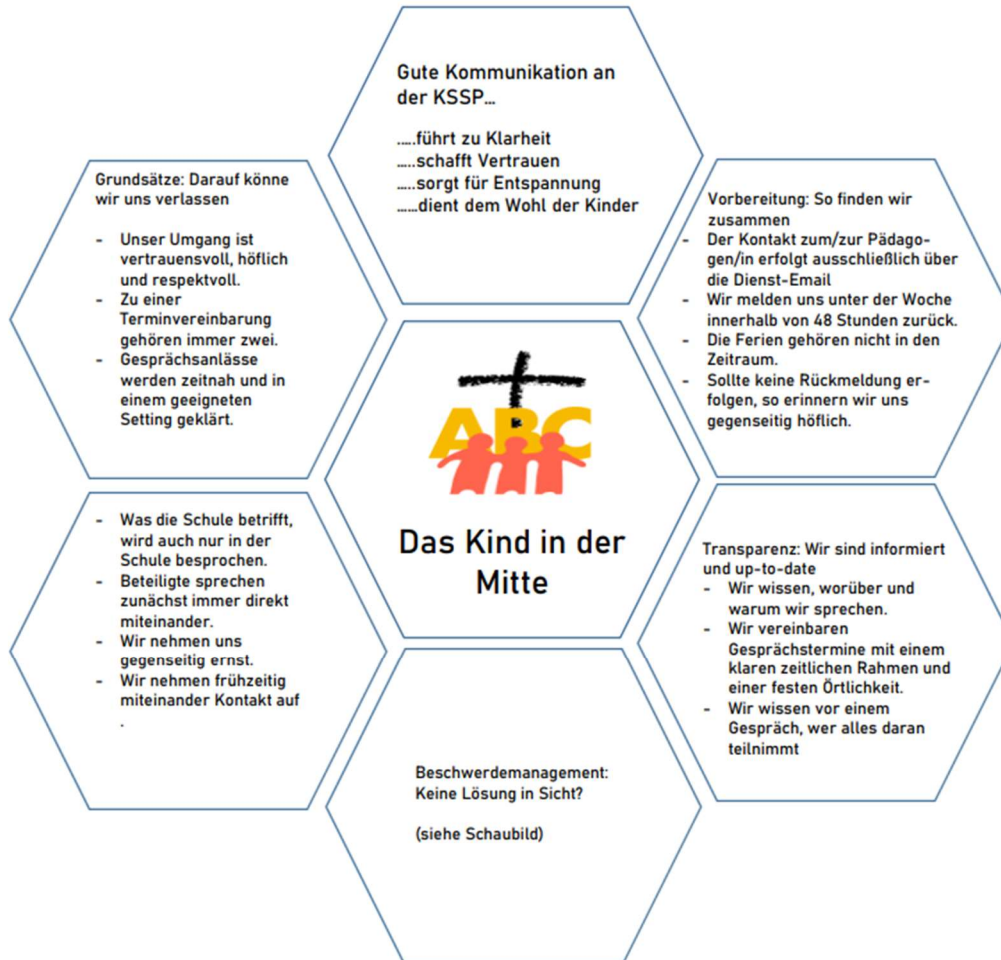 Gute Kommunikation an
der KSSP...
.....führt zu Klarheit
.....schafft Vertrauen
.....sorgt für Entspannung
......dient dem Wohl der Kinder
Grundsätze: Darauf könne
wir uns verlassen
- Unser Umgang ist
vertrauensvoll, höflich
und respektvoll.
- Zu einer
Terminvereinbarung
gehören immer zwei.
- Gesprächsanlässe
werden zeitnah und in
einem geeigneten
Setting geklärt.
Vorbereitung: So finden wir
zusammen
- Der Kontakt zum/zur Pädago-
gen/in erfolgt ausschließlich über
die Dienst-Email
- Wir melden uns unter der Woche
innerhalb von 48 Stunden zurück.
- Die Ferien gehören nicht in den
Zeitraum.
- Sollte keine Rückmeldung er-
folgen, so erinnern wir uns
gegenseitig höflich.
ABC
Das Kind in der
Mitte
- Was die Schule betrifft,
wird auch nur in der
Schule besprochen.
- Beteiligte sprechen
zunächst immer direkt
miteinander.
- Wir nehmen uns
gegenseitig ernst.
- Wir nehmen frühzeitig
miteinander Kontakt auf
.
Transparenz: Wir sind informiert
und up-to-date
- Wir wissen, worüber und
warum wir sprechen.
- Wir vereinbaren
Gesprächstermine mit einem
klaren zeitlichen Rahmen und
einer festen Örtlichkeit.
- Wir wissen vor einem
Gespräch, wer alles daran
teilnimmt
Beschwerdemanagement:
Keine Lösung in Sicht?
(siehe Schaubild)